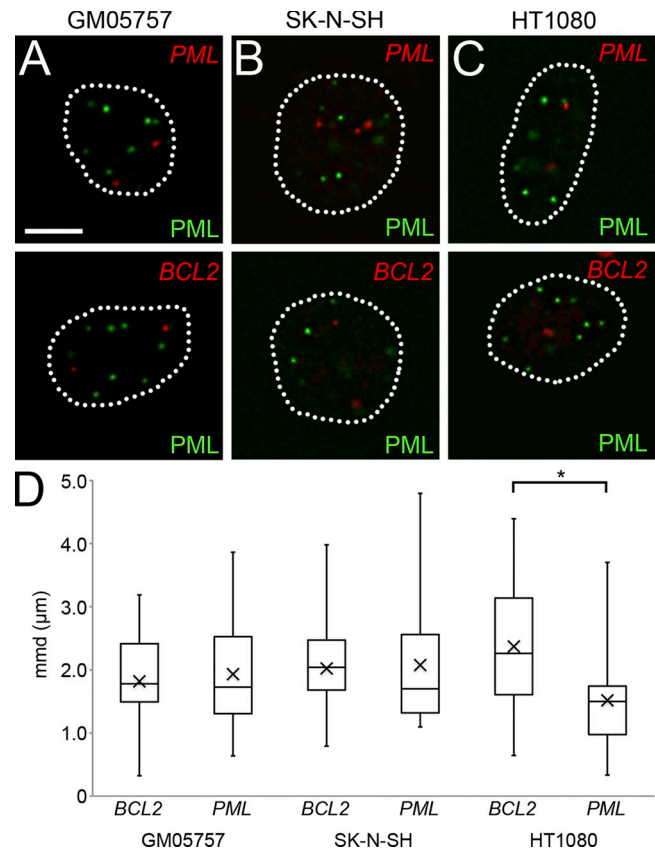 GM05757 SK-N-SH HT1080
A PML B PML C PML
PML PML PML
BCL2 BCL2 BCL2
PML PML PML
D
*
5.0
4.0
3.0
2.0
1.0
0
mmd (µm)
BCL2 PML BCL2 PML BCL2 PML
GM05757 SK-N-SH HT1080